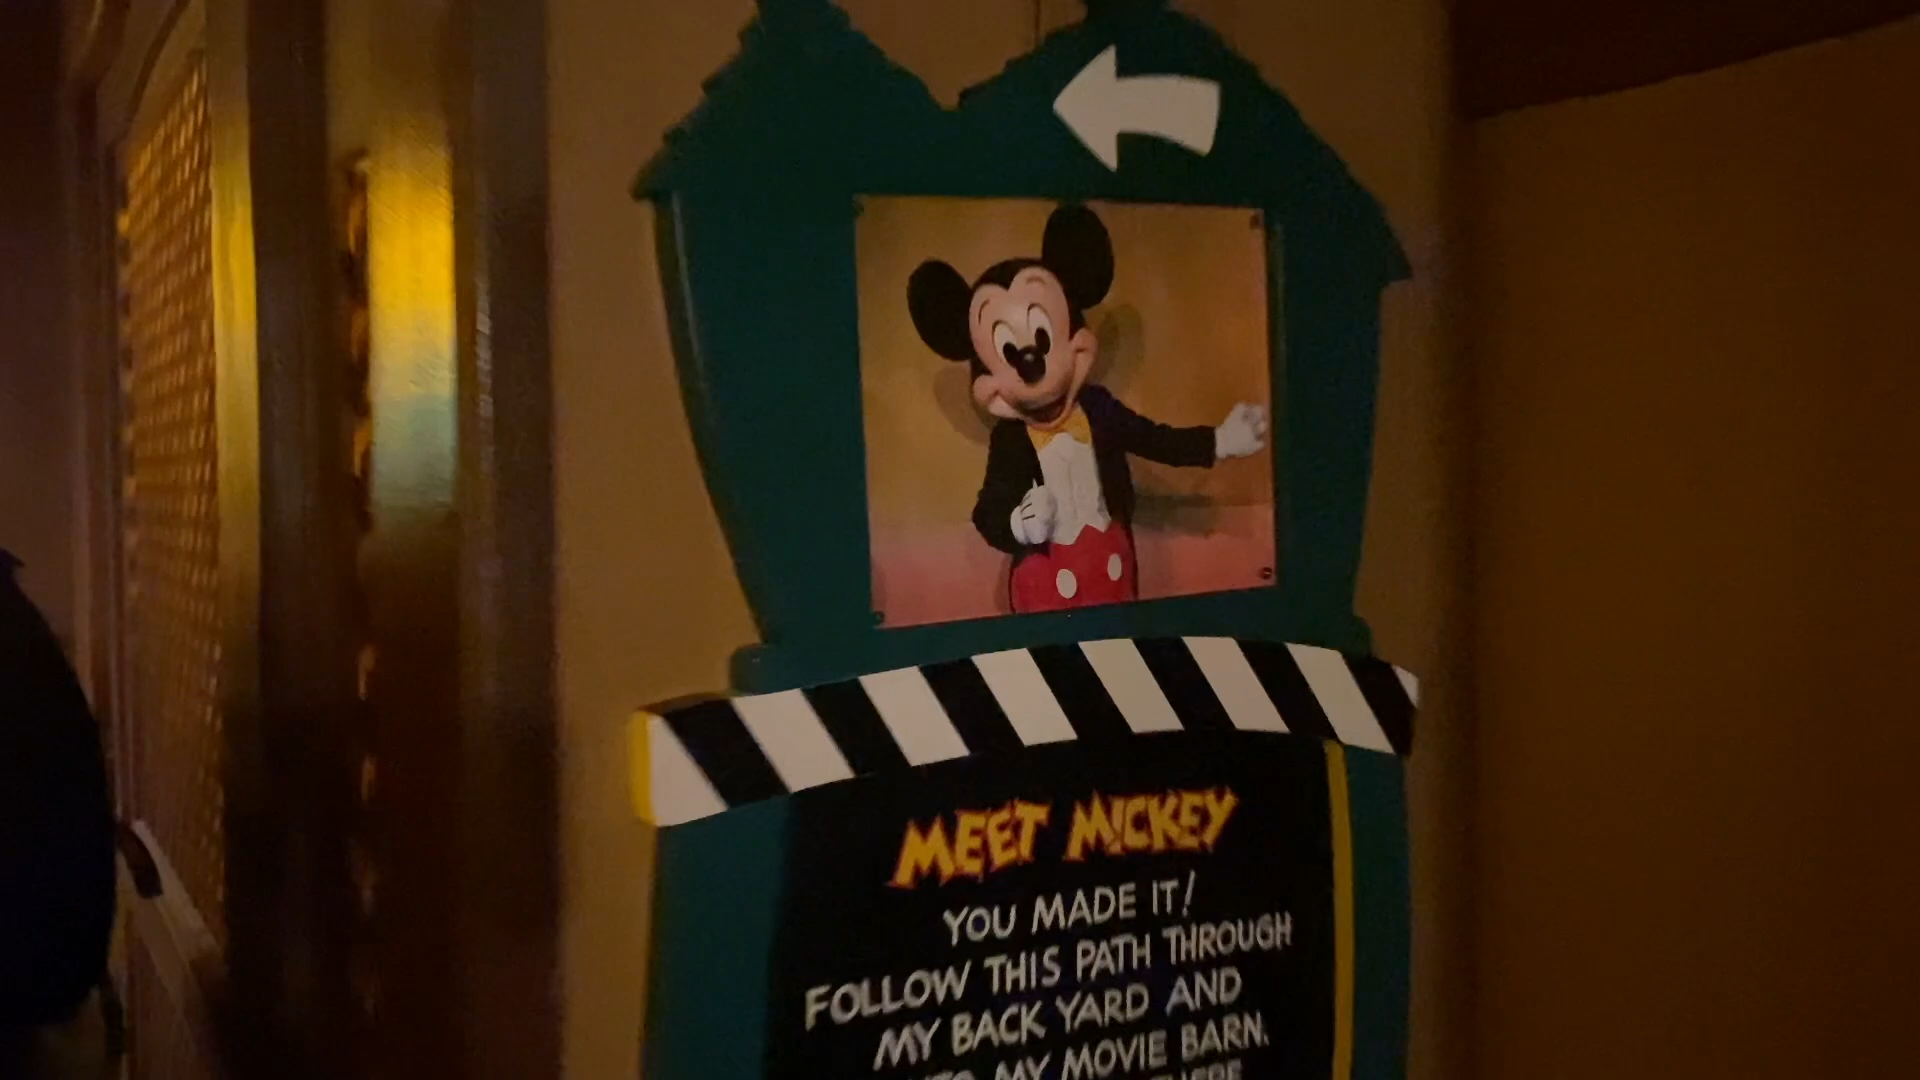 MEET MICKEY
YOU MADE IT!
FOLLOW THIS PATH THROUGH
MY BACK YARD AND
MY MOVIE BARN.